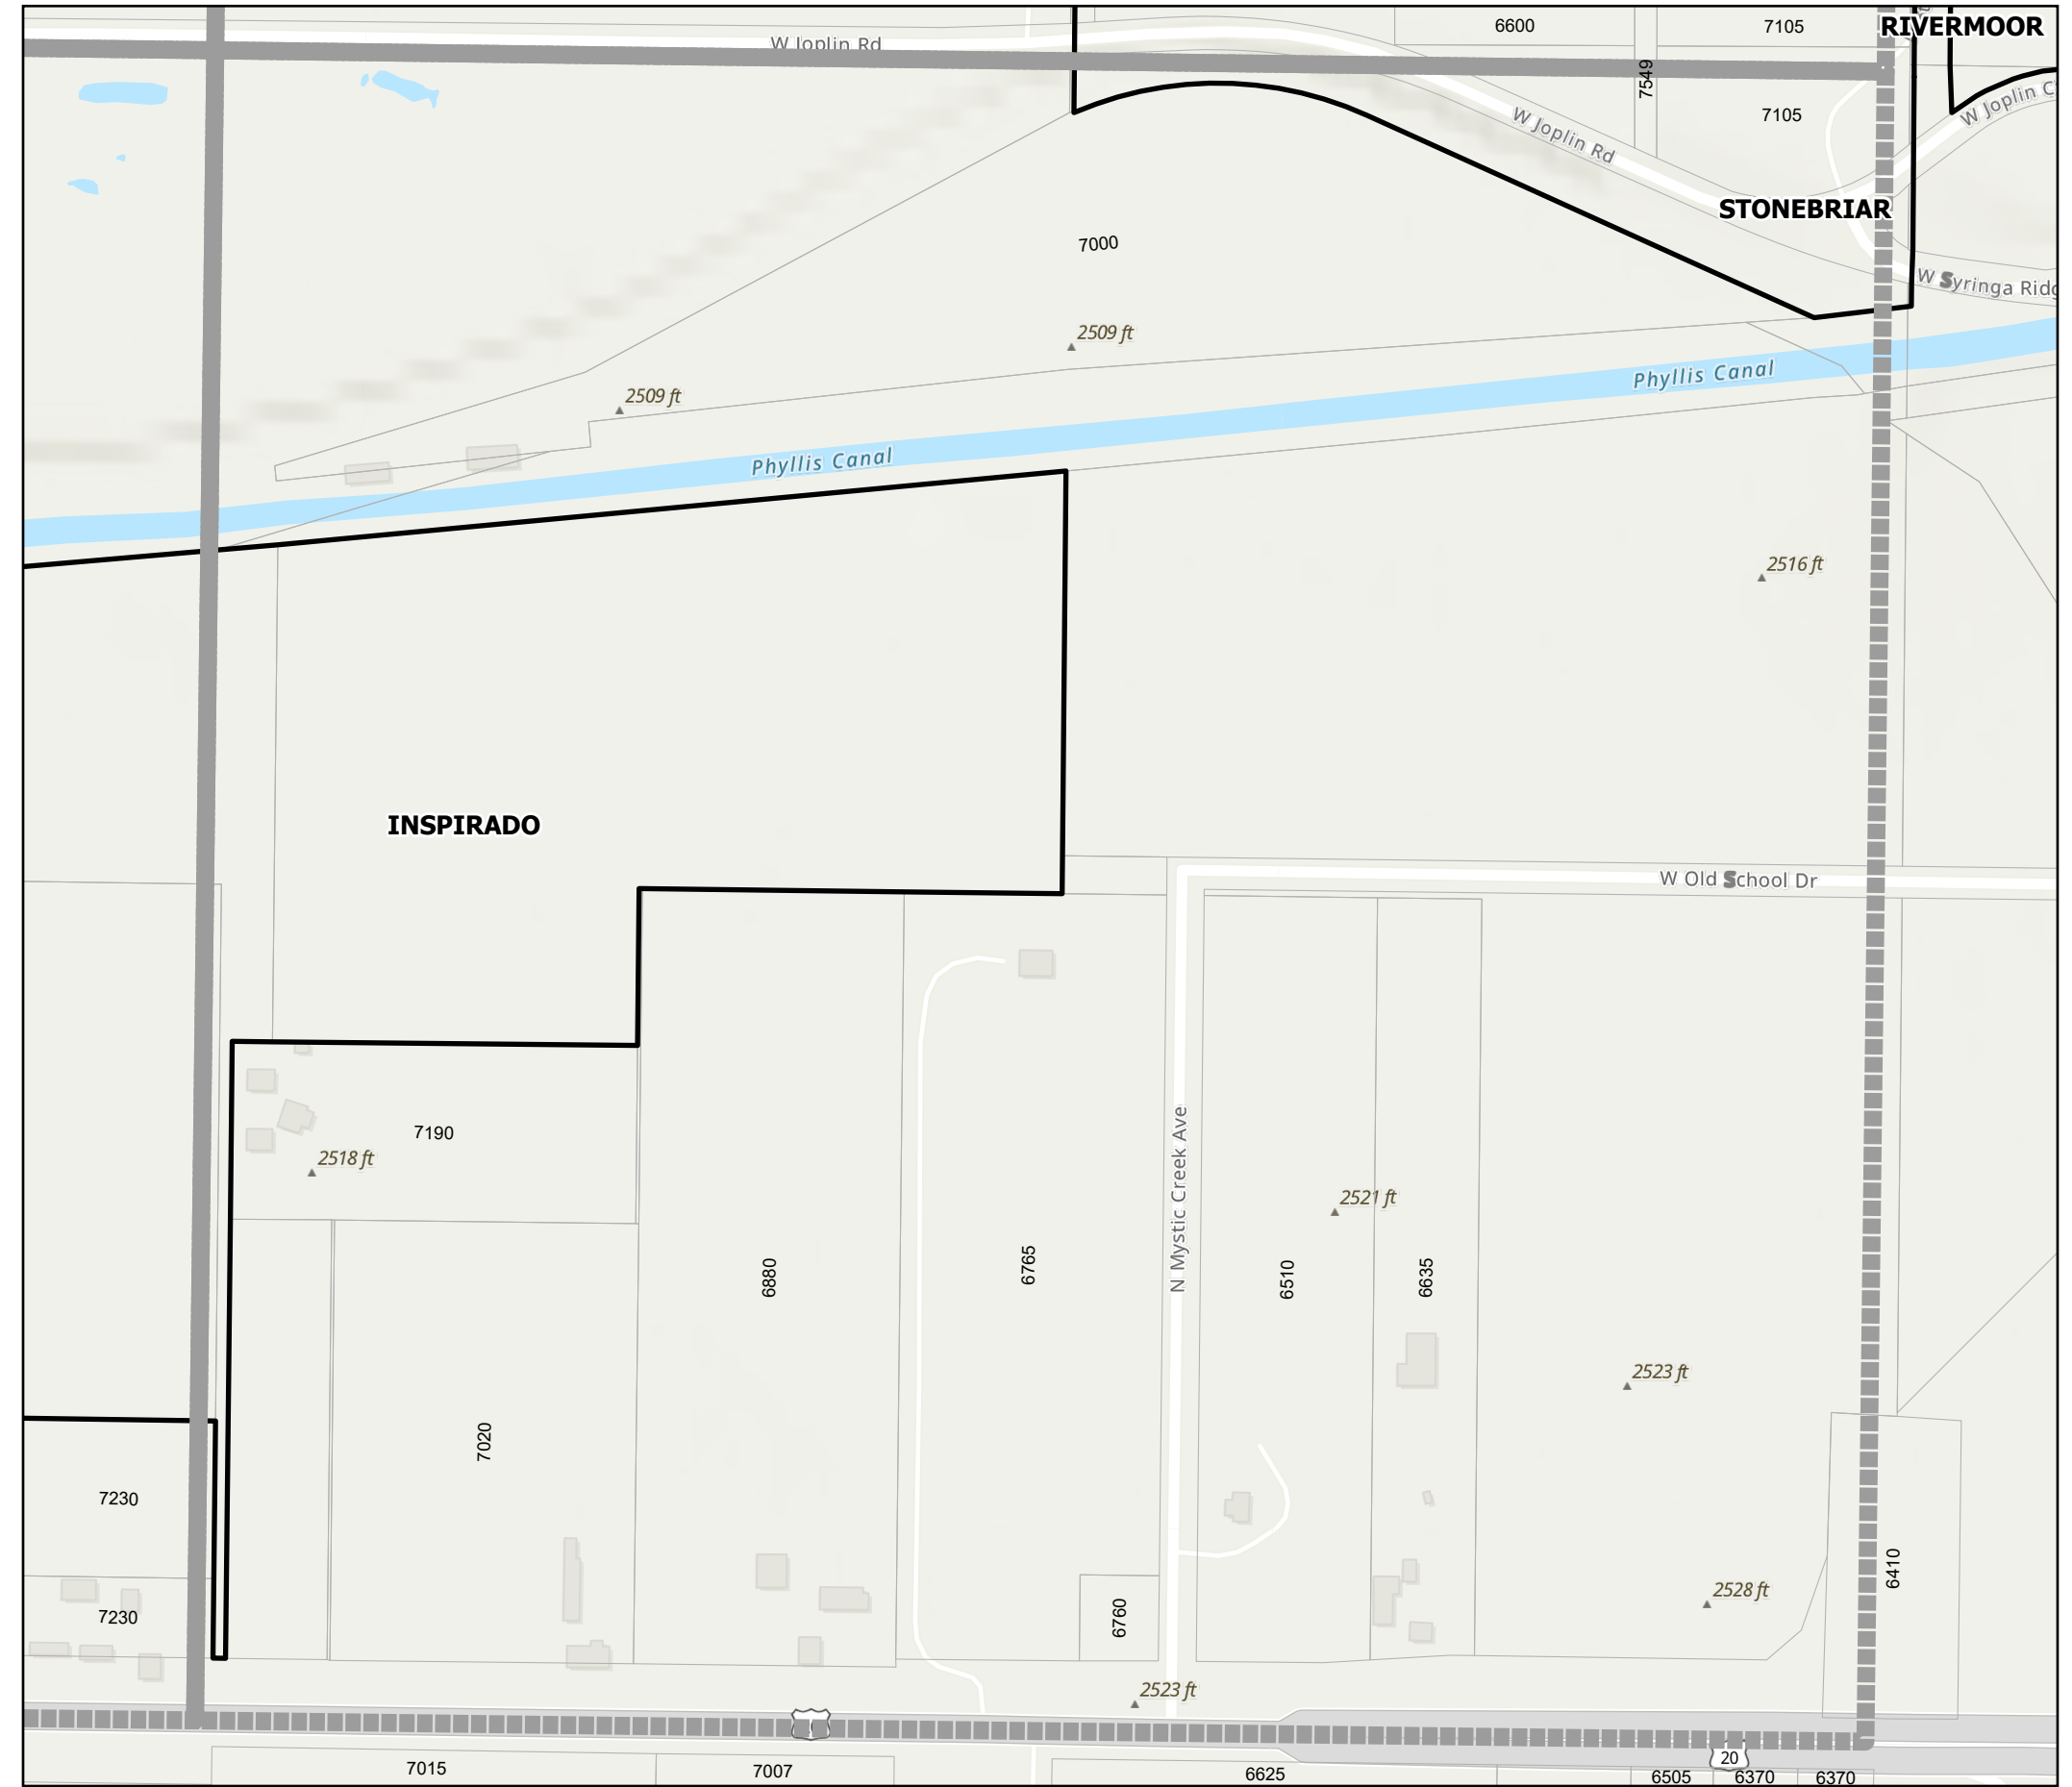 6600
7105
RIVERMOOR
W Joplin Rd
7549
7105
W Joplin Rd
W Joplin C
STONEBRIAR
7000
W Syringa Ridg
2509 ft
Phyllis Canal
2509 ft
Phyllis Canal
2516 ft
INSPIRADO
W Old School Dr
7190
2518 ft
N Mystic Creek Ave
2521 ft
6880
6765
6510
6635
2523 ft
7020
7230
6410
2528 ft
7230
6760
2523 ft
20
7015
7007
6625
6505
6370
6370